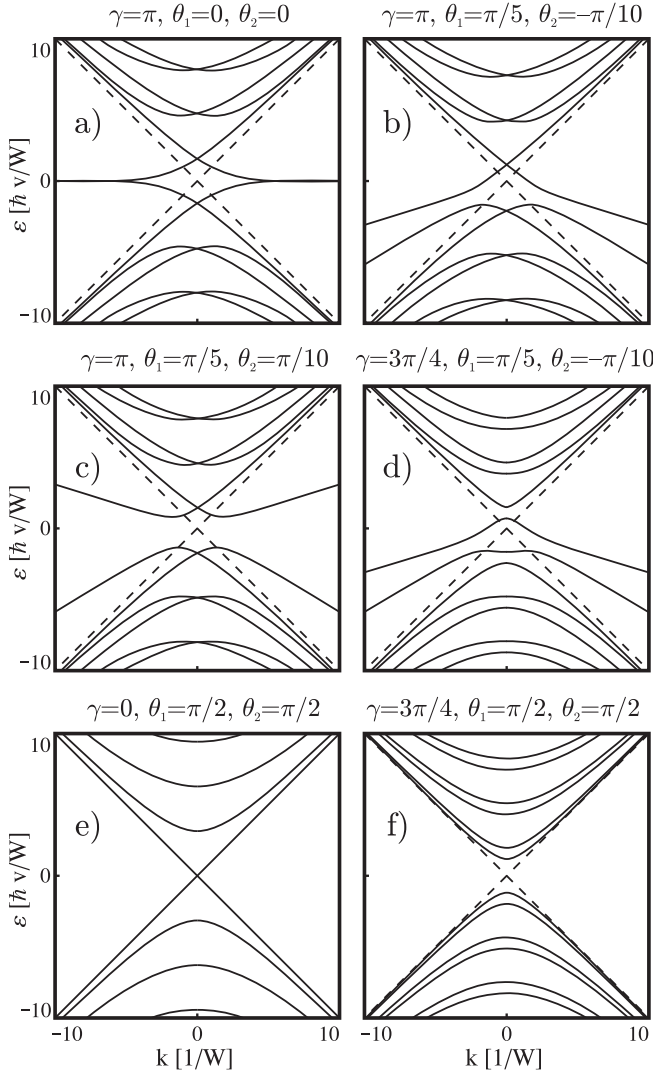 γ=π, θ₁=0, θ₂=0
γ=π, θ₁=π/5, θ₂=−π/10
10
a)
b)
ε [ħ v/W]
0
−10
γ=π, θ₁=π/5, θ₂=π/10
γ=3π/4, θ₁=π/5, θ₂=−π/10
10
c)
d)
ε [ħ v/W]
0
−10
γ=0, θ₁=π/2, θ₂=π/2
γ=3π/4, θ₁=π/2, θ₂=π/2
10
e)
f)
ε [ħ v/W]
0
−10
−10 0 10
−10 0 10
k [1/W]
k [1/W]